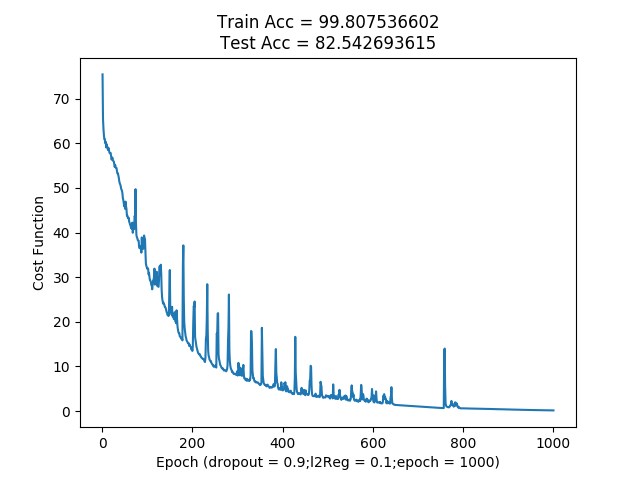 Train Acc = 99.807536602
Test Acc = 82.542693615
70
60
50
40
30
20
10
0
Cost Function
0 200 400 600 800 1000
Epoch (dropout = 0.9;l2Reg = 0.1;epoch = 1000)